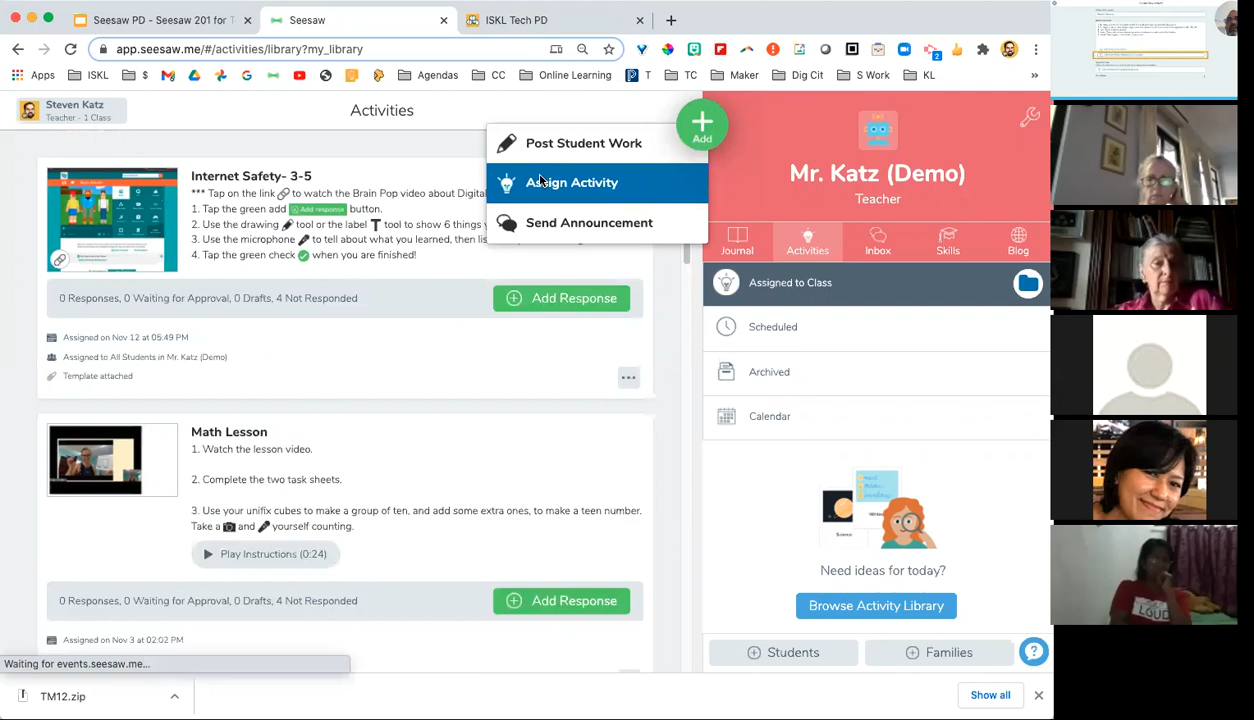 Seesaw PD - Seesaw 201 for T
Seesaw
ISKL Tech PD
app.seesaw.me/#/activities/library?my_library
2
Apps
ISKL
$
Agendas
CC
Online Learning
T
TC
Maker
Dig Cit
S Work
KL
»
Steven Katz
Teacher - 1 Class
Activities
Add
Post Student Work
Assign Activity
Send Announcement
Internet Safety- 3-5
*** Tap on the link to watch the Brain Pop video about Digital
1. Tap the green add Add response button.
2. Use the drawing tool or the label T tool to show 6 things y
3. Use the microphone to tell about what you learned, then lis
4. Tap the green check when you are finished!
0 Responses, 0 Waiting for Approval, 0 Drafts, 4 Not Responded
Add Response
Assigned on Nov 12 at 05:49 PM
Assigned to All Students in Mr. Katz (Demo)
Template attached
Math Lesson
1. Watch the lesson video.
2. Complete the two task sheets.
3. Use your unifix cubes to make a group of ten, and add some extra ones, to make a teen number.
Take a and yourself counting.
Play Instructions (0:24)
0 Responses, 0 Waiting for Approval, 0 Drafts, 4 Not Responded
Add Response
Assigned on Nov 3 at 02:02 PM
Mr. Katz (Demo)
Teacher
Journal
Activities
Inbox
Skills
Blog
Assigned to Class
Scheduled
Archived
Calendar
Science
Need ideas for today?
Browse Activity Library
Students
Families
?
Waiting for events.seesaw.me...
TM12.zip
Show all